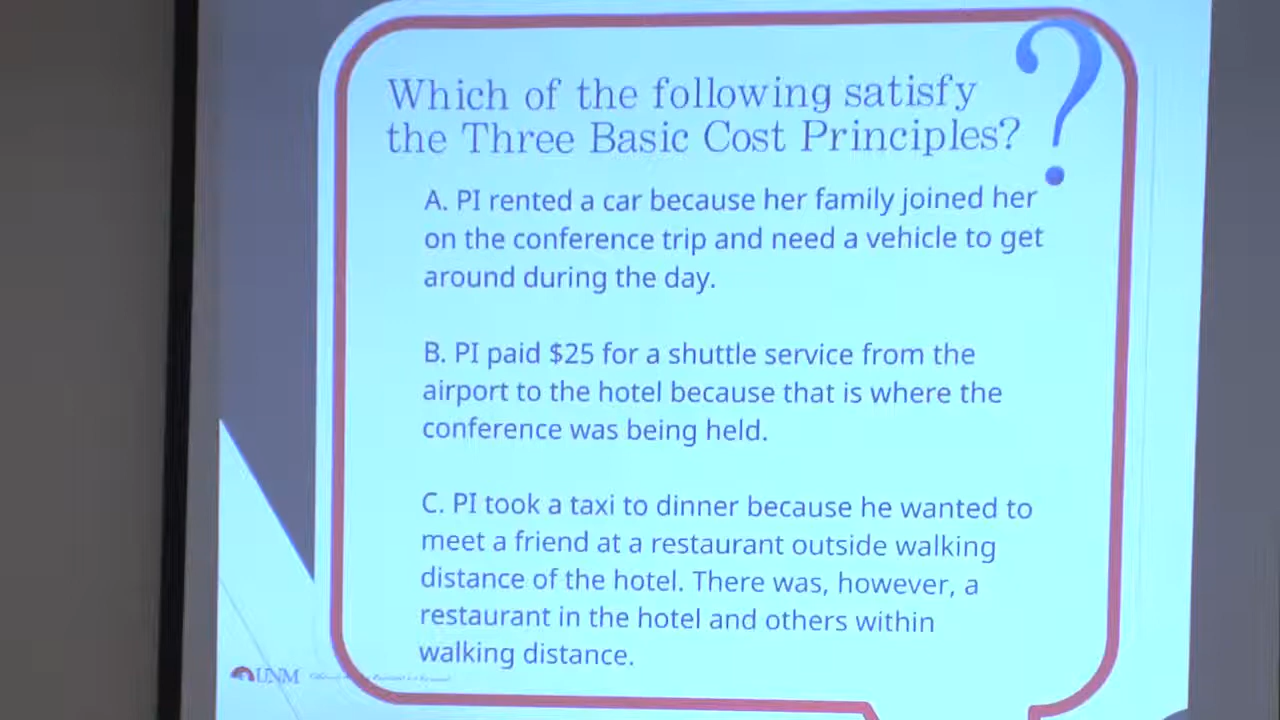 Which of the following satisfy
the Three Basic Cost Principles?
?
A. PI rented a car because her family joined her
on the conference trip and need a vehicle to get
around during the day.
B. PI paid $25 for a shuttle service from the
airport to the hotel because that is where the
conference was being held.
C. PI took a taxi to dinner because he wanted to
meet a friend at a restaurant outside walking
distance of the hotel. There was, however, a
restaurant in the hotel and others within
walking distance.
UNM